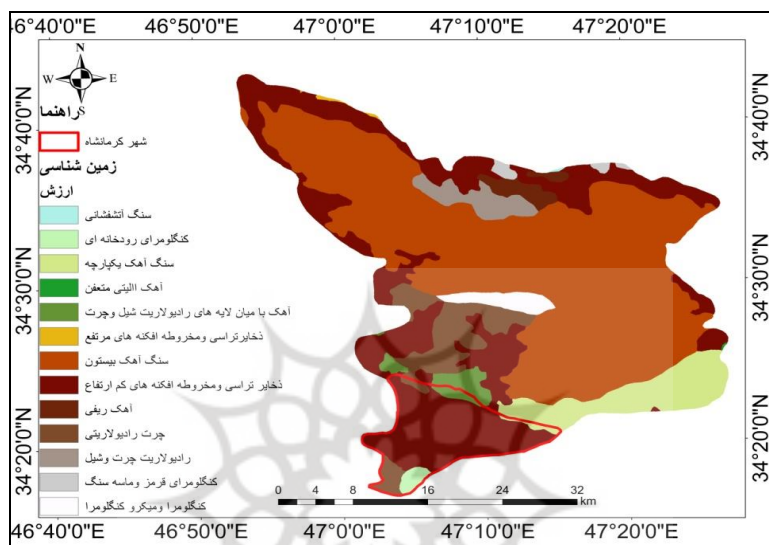 46°40'0"E 46°50'0"E 47°0'0"E 47°10'0"E 47°20'0"E
N
W E
S
راهنما
شهر کرمانشاه
زمین شناسی
ارزش
سنگ آتشفشانی
کنگلومرای رودخانه ای
سنگ آهک یکپارچه
آهک االیتی متعفن
آهک با میان لایه های رادیولاریت شیل وچرت
ذخایرتراسی ومخروطه افکنه های مرتفع
سنگ آهک بیستون
ذخایر تراسی ومخروطه افکنه های کم ارتفاع
آهک ریفی
چرت رادیولاریتی
رادیولاریت چرت وشیل
کنگلومرای قرمز وماسه سنگ
کنگلومرا ومیکرو کنگلومرا
34°40'0"N
34°30'0"N
34°20'0"N
34°40'0"N
34°30'0"N
34°20'0"N
0 4 8 16 24 32
km
46°40'0"E 46°50'0"E 47°0'0"E 47°10'0"E 47°20'0"E